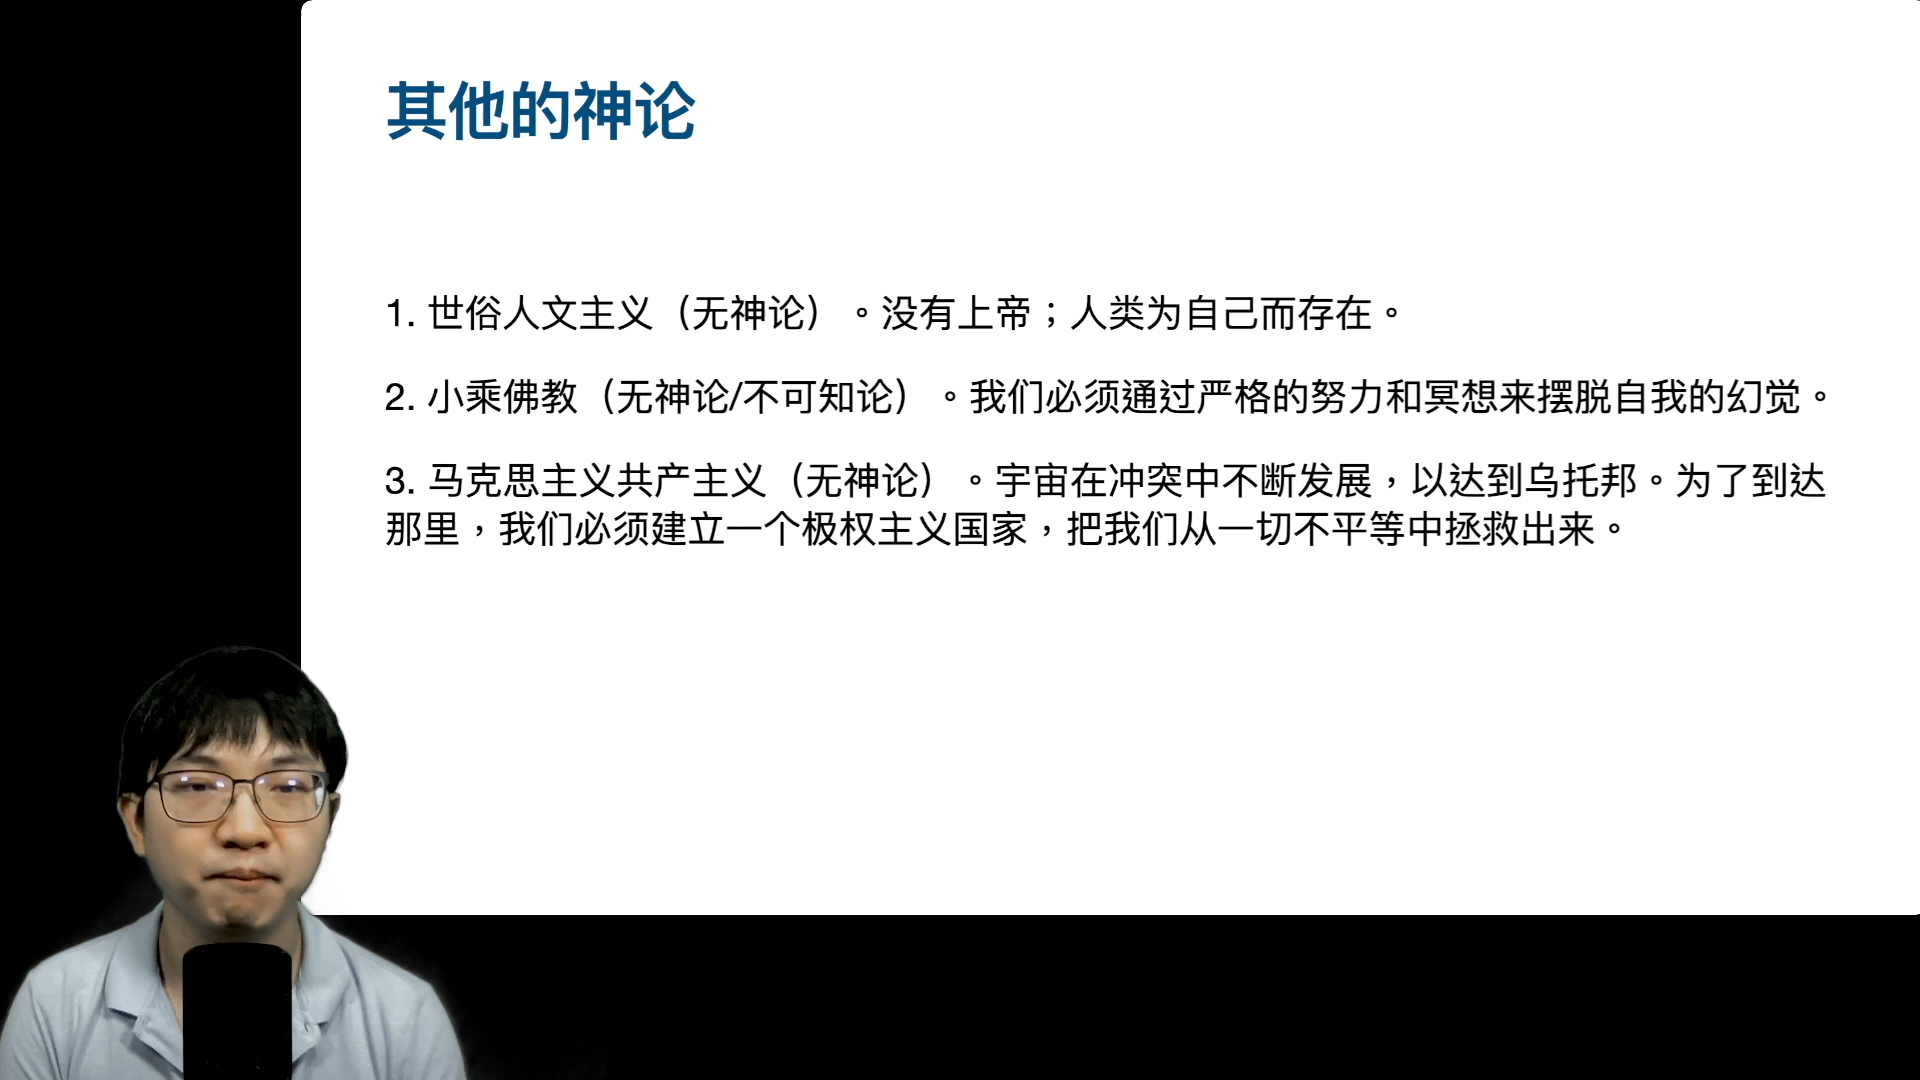 其他的神论
1. 世俗人文主义（无神论）。没有上帝；人类为自己而存在。
2. 小乘佛教（无神论/不可知论）。我们必须通过严格的努力和冥想来摆脱自我的幻觉。
3. 马克思主义共产主义（无神论）。宇宙在冲突中不断发展，以达到乌托邦。为了到达
那里，我们必须建立一个极权主义国家，把我们从一切不平等中拯救出来。